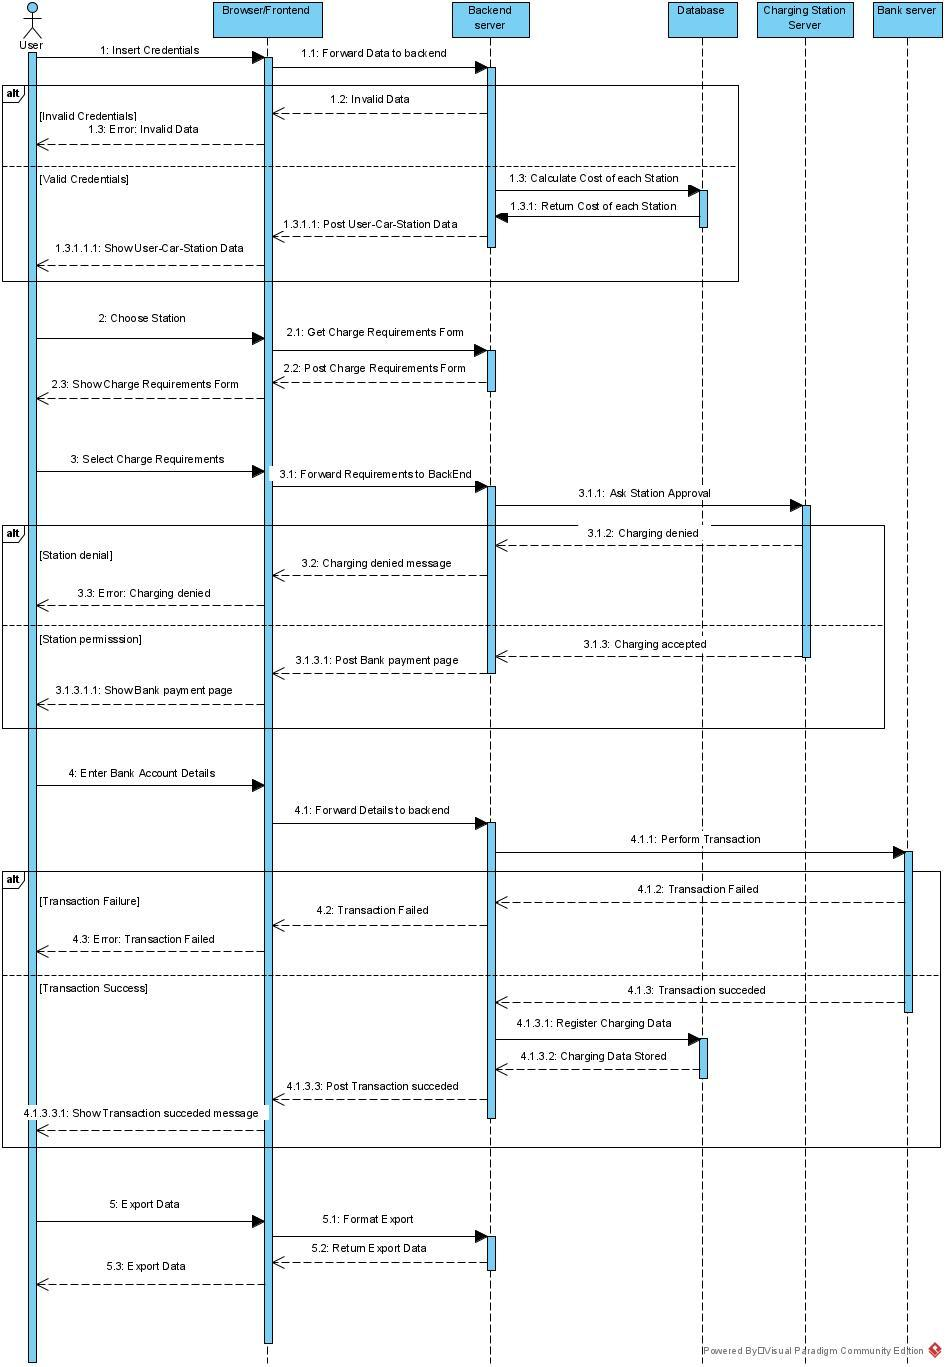 User
Browser/Frontend
Backend
server
Database
Charging Station
Server
Bank server
1: Insert Credentials
1.1: Forward Data to backend
alt
1.2: Invalid Data
[Invalid Credentials]
1.3: Error: Invalid Data
[Valid Credentials]
1.3: Calculate Cost of each Station
1.3.1: Return Cost of each Station
1.3.1.1: Post User-Car-Station Data
1.3.1.1.1: Show User-Car-Station Data
2: Choose Station
2.1: Get Charge Requirements Form
2.2: Post Charge Requirements Form
2.3: Show Charge Requirements Form
3: Select Charge Requirements
3.1: Forward Requirements to BackEnd
3.1.1: Ask Station Approval
alt
3.1.2: Charging denied
[Station denial]
3.2: Charging denied message
3.3: Error: Charging denied
[Station permisssion]
3.1.3: Charging accepted
3.1.3.1: Post Bank payment page
3.1.3.1.1: Show Bank payment page
4: Enter Bank Account Details
4.1: Forward Details to backend
4.1.1: Perform Transaction
alt
4.1.2: Transaction Failed
[Transaction Failure]
4.2: Transaction Failed
4.3: Error: Transaction Failed
[Transaction Success]
4.1.3: Transaction succeded
4.1.3.1: Register Charging Data
4.1.3.2: Charging Data Stored
4.1.3.3: Post Transaction succeded
4.1.3.3.1: Show Transaction succeded message
5: Export Data
5.1: Format Export
5.2: Return Export Data
5.3: Export Data
Powered By Visual Paradigm Community Edition